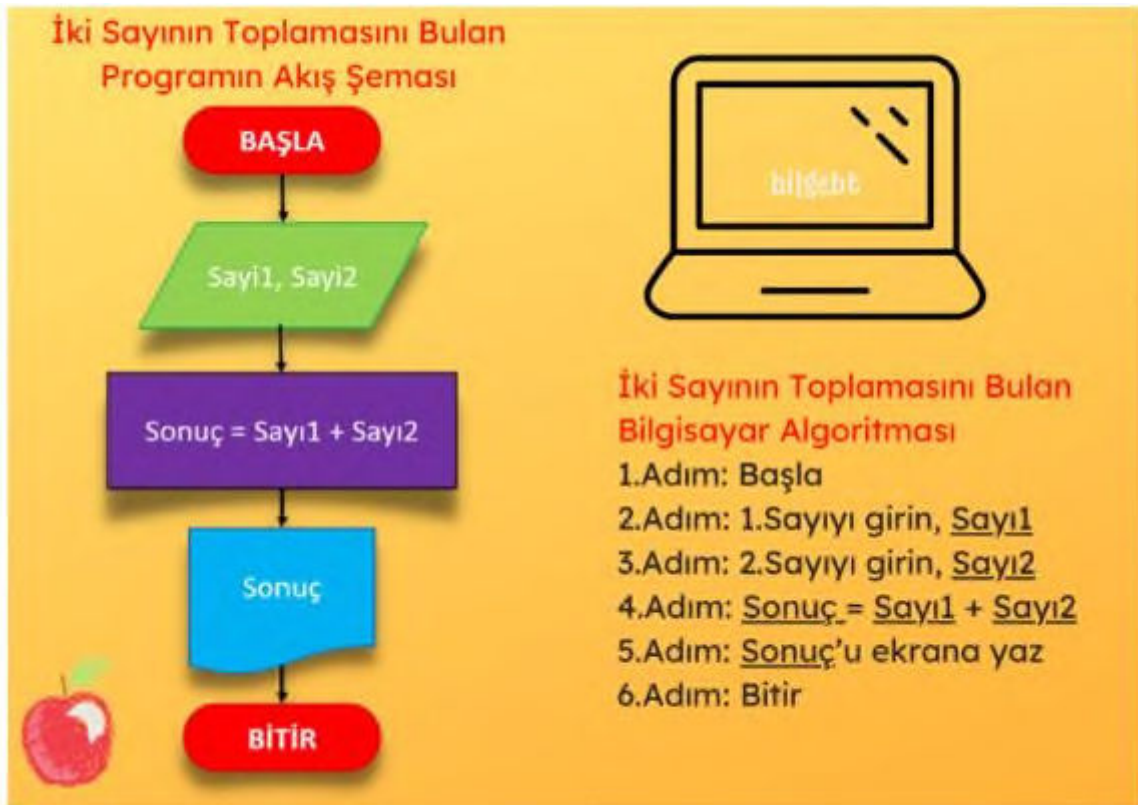 İki Sayının Toplamasını Bulan
Programın Akış Şeması
BAŞLA
Sayi1, Sayi2
Sonuç = Sayı1 + Sayı2
Sonuç
BİTİR
bilgebt
İki Sayının Toplamasını Bulan
Bilgisayar Algoritması
1.Adım: Başla
2.Adım: 1.Sayıyı girin, Sayı1
3.Adım: 2.Sayıyı girin, Sayı2
4.Adım: Sonuç = Sayı1 + Sayı2
5.Adım: Sonuç'u ekrana yaz
6.Adım: Bitir